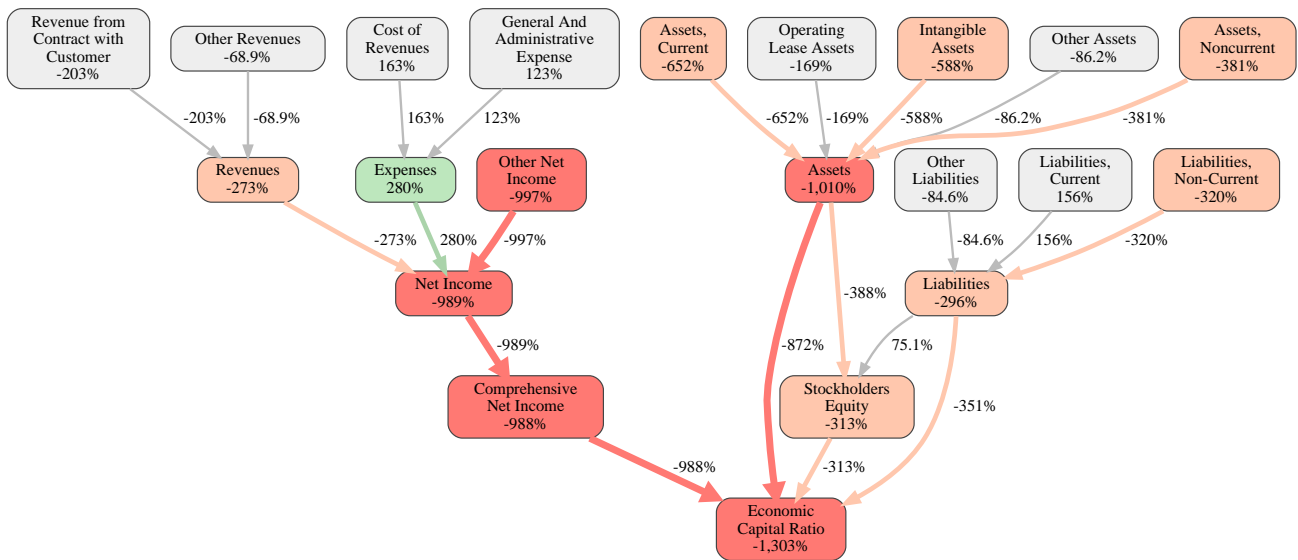 Revenue from
Contract with
Customer
-203%
Other Revenues
-68.9%
Cost of
Revenues
163%
General And
Administrative
Expense
123%
Assets,
Current
-652%
Operating
Lease Assets
-169%
Intangible
Assets
-588%
Other Assets
-86.2%
Assets,
Noncurrent
-381%
-203%
-68.9%
163%
123%
-652%
-169%
-588%
-86.2%
-381%
Revenues
-273%
Expenses
280%
Other Net
Income
-997%
Assets
-1,010%
Other
Liabilities
-84.6%
Liabilities,
Current
156%
Liabilities,
Non-Current
-320%
-273%
280%
-997%
-84.6%
156%
-320%
Net Income
-989%
-388%
Liabilities
-296%
-989%
-872%
75.1%
Comprehensive
Net Income
-988%
Stockholders
Equity
-313%
-351%
-988%
-313%
Economic
Capital Ratio
-1,303%